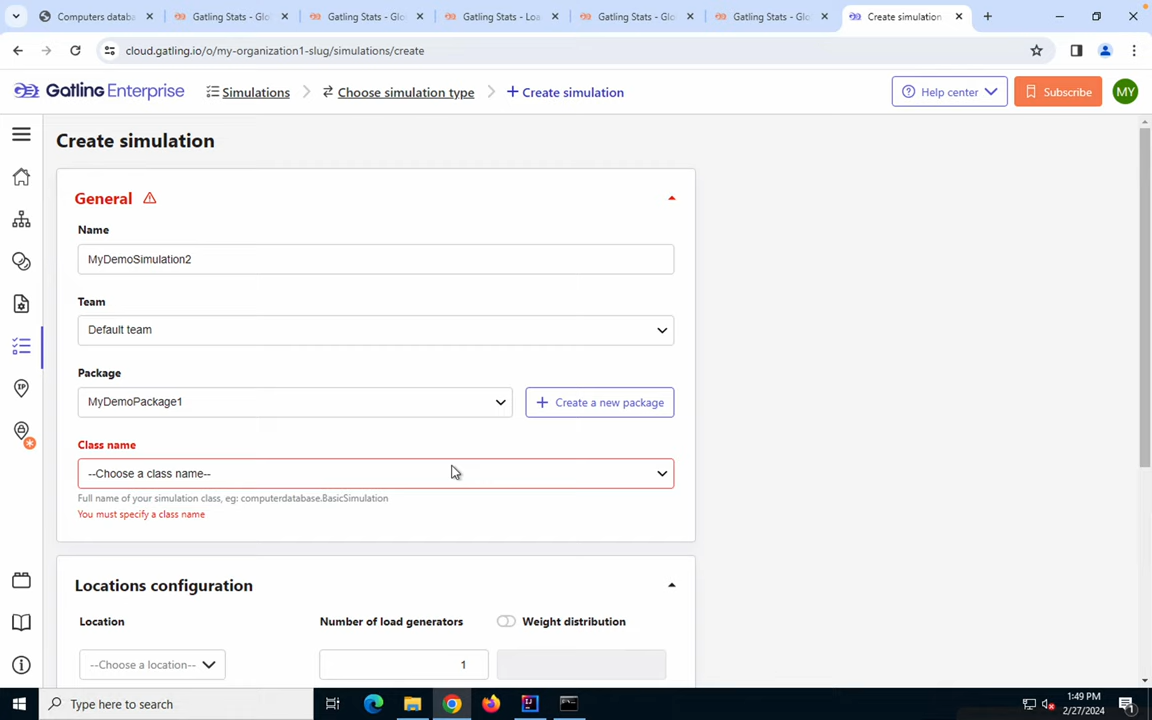 Computers datab
Gatling Stats - Glo
Gatling Stats - Glo
Gatling Stats - Loa
Gatling Stats - Glo
Gatling Stats - Glo
Create simulation
cloud.gatling.io/o/my-organization1-slug/simulations/create
Gatling Enterprise
Simulations
Choose simulation type
Create simulation
Help center
Subscribe
MY
Create simulation
General
Name
MyDemoSimulation2
Team
Default team
Package
MyDemoPackage1
Create a new package
Class name
--Choose a class name--
Full name of your simulation class, eg: computerdatabase.BasicSimulation
You must specify a class name
Locations configuration
Location
Number of load generators
Weight distribution
--Choose a location--
1
IP
Type here to search
1:49 PM
2/27/2024
1